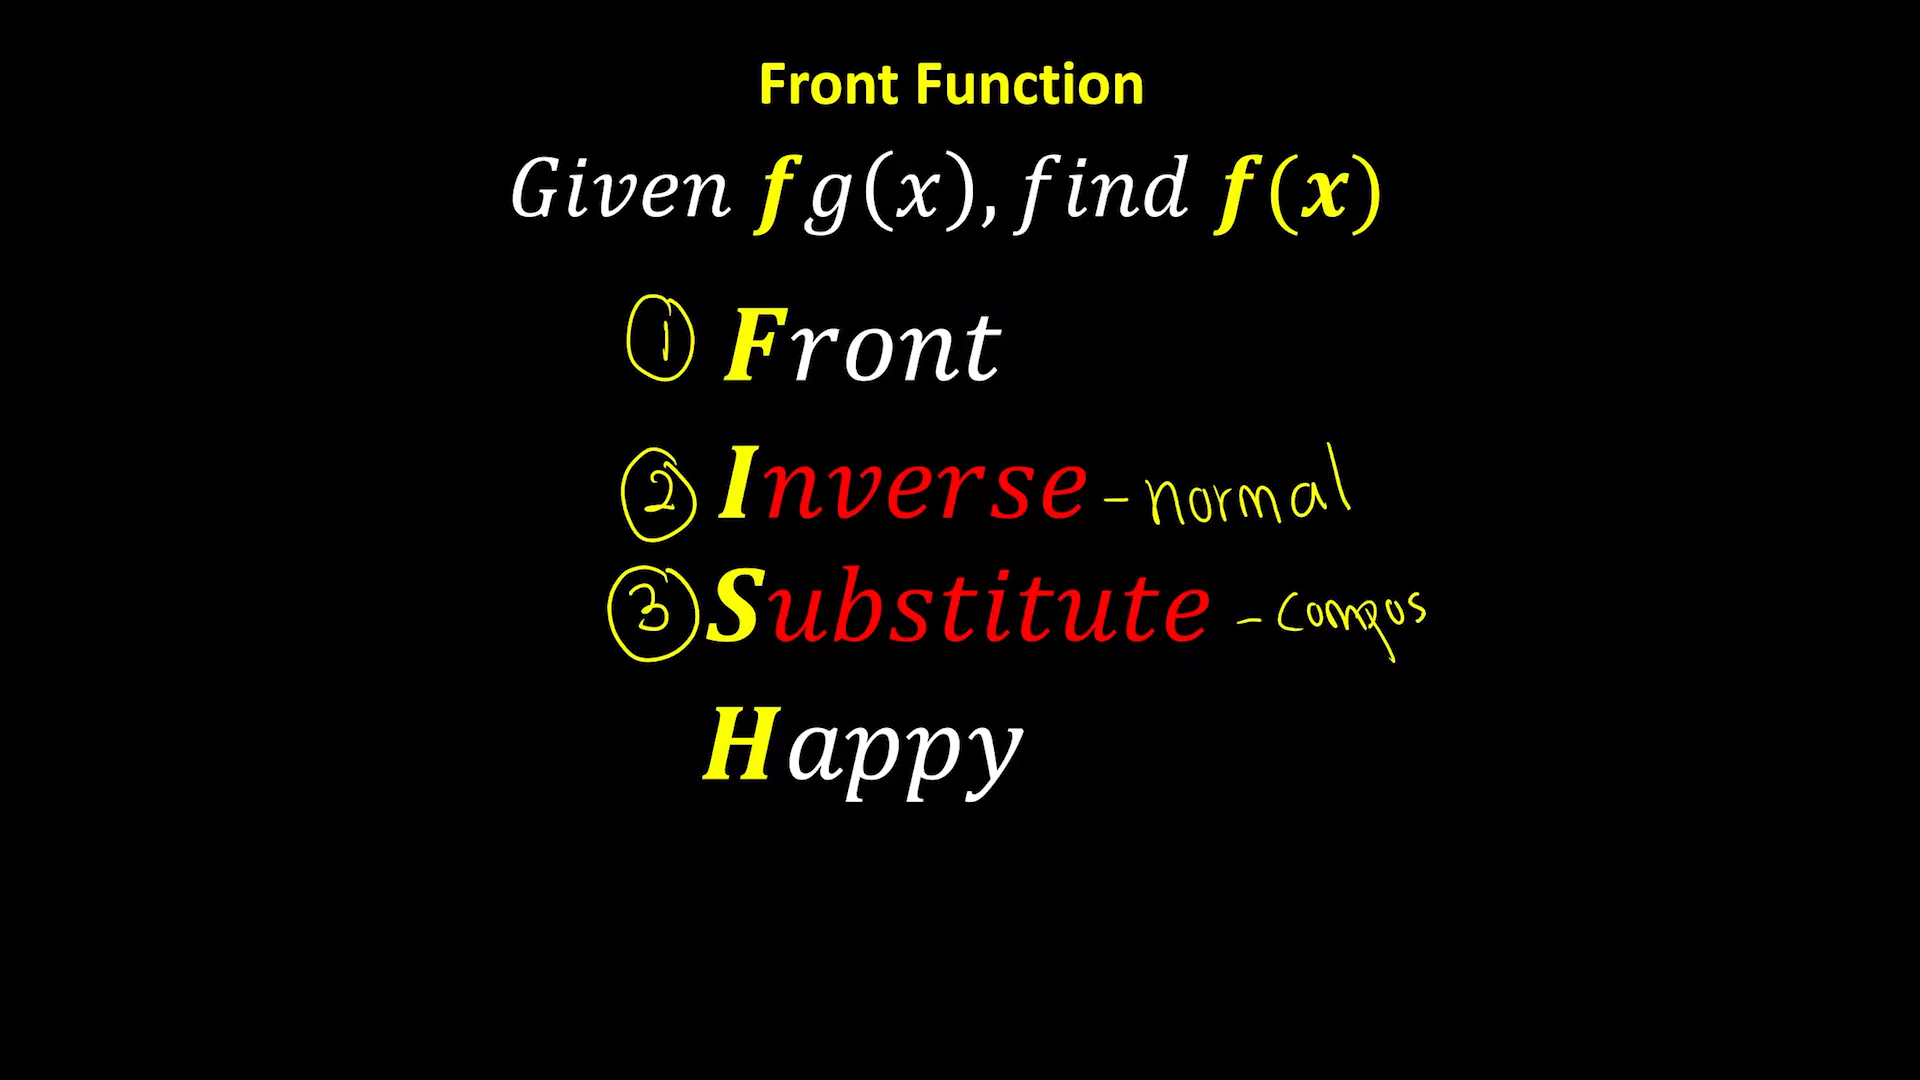 Front Function
Given fg(x), find f(x)
① Front
② Inverse – normal
③ Substitute – compos
Happy